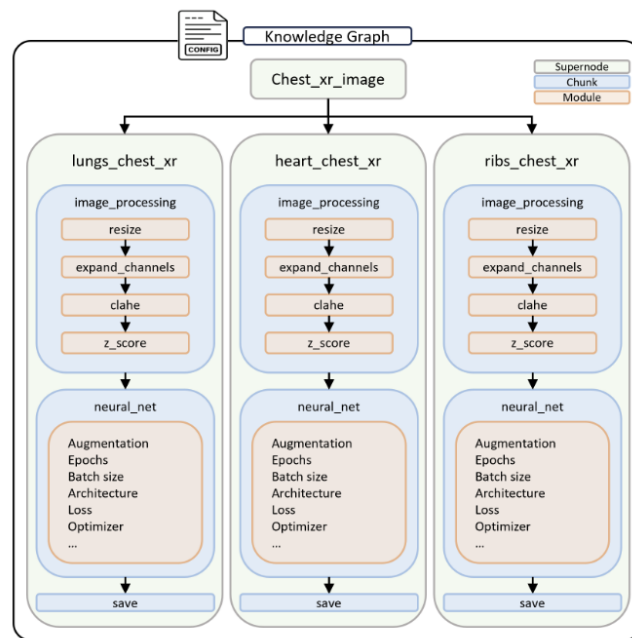 CONFIG
Knowledge Graph
Supernode
Chunk
Module
Chest_xr_image
lungs_chest_xr
image_processing
resize
expand_channels
clahe
z_score
neural_net
Augmentation
Epochs
Batch size
Architecture
Loss
Optimizer
...
save
heart_chest_xr
image_processing
resize
expand_channels
clahe
z_score
neural_net
Augmentation
Epochs
Batch size
Architecture
Loss
Optimizer
...
save
ribs_chest_xr
image_processing
resize
expand_channels
clahe
z_score
neural_net
Augmentation
Epochs
Batch size
Architecture
Loss
Optimizer
...
save